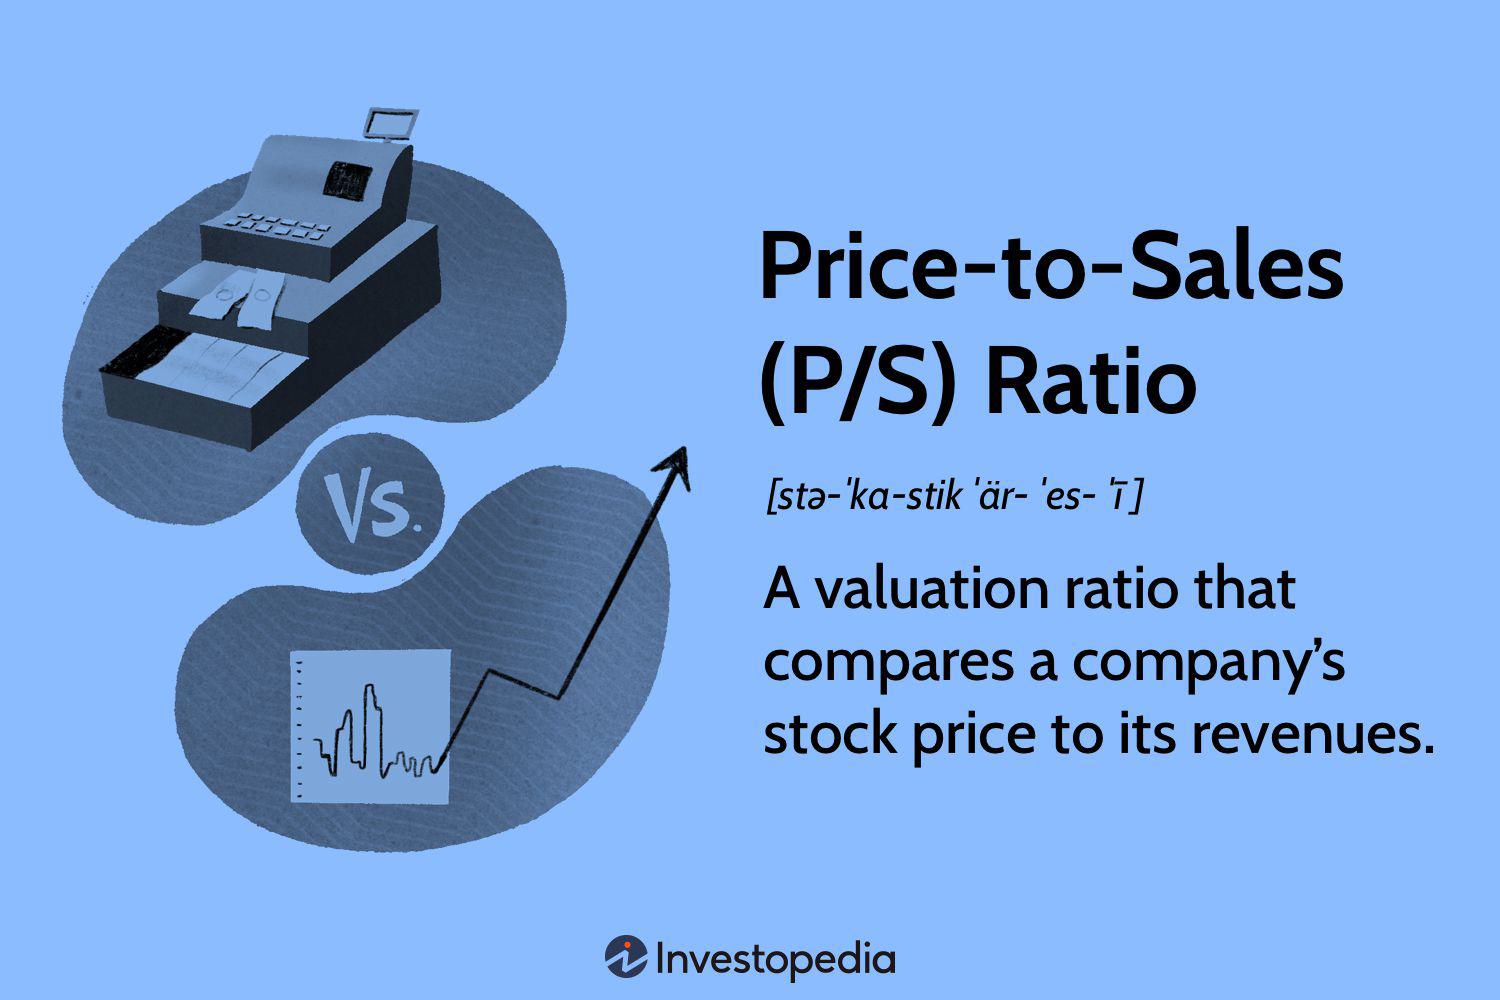 Price-to-Sales
(P/S) Ratio
[stə-ˈka-stik ˈär- ˈes- ˈī ]
A valuation ratio that
compares a company’s
stock price to its revenues.
Vs.
Investopedia